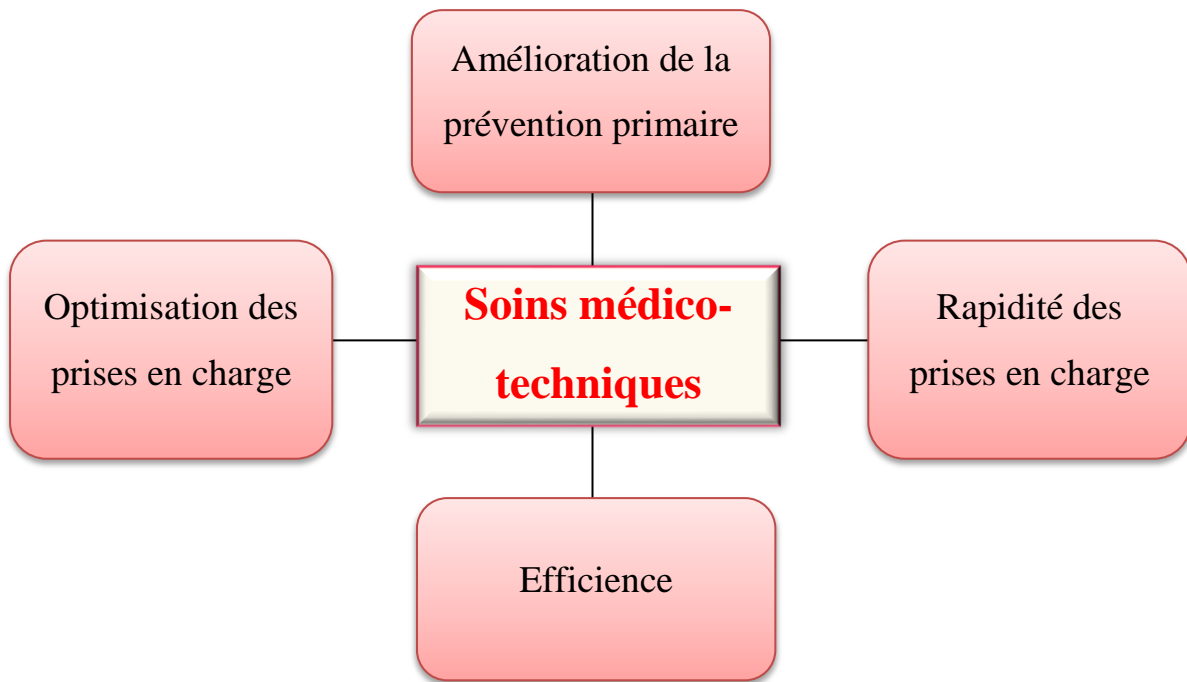 Amélioration de la
prévention primaire
Optimisation des
prises en charge
Soins médico-
techniques
Rapidité des
prises en charge
Efficience